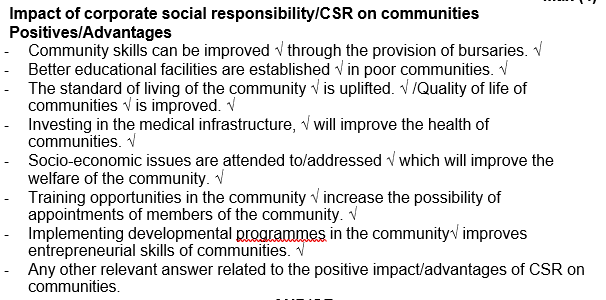 Impact of corporate social responsibility/CSR on communities
Positives/Advantages
- Community skills can be improved √ through the provision of bursaries. √
- Better educational facilities are established √ in poor communities. √
- The standard of living of the community √ is uplifted. √ /Quality of life of
communities √ is improved. √
- Investing in the medical infrastructure, √ will improve the health of
communities. √
- Socio-economic issues are attended to/addressed √ which will improve the
welfare of the community. √
- Training opportunities in the community √ increase the possibility of
appointments of members of the community. √
- Implementing developmental programmes in the community√ improves
entrepreneurial skills of communities. √
- Any other relevant answer related to the positive impact/advantages of CSR on
communities.